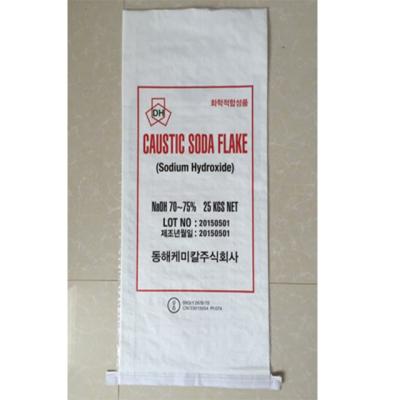 DH
화학적합성품
CAUSTIC SODA FLAKE
(Sodium Hydroxide)
NaOH 70~75% 25 KGS NET
LOT NO : 20150501
제조년월일 : 20150501
동해케미칼주식회사